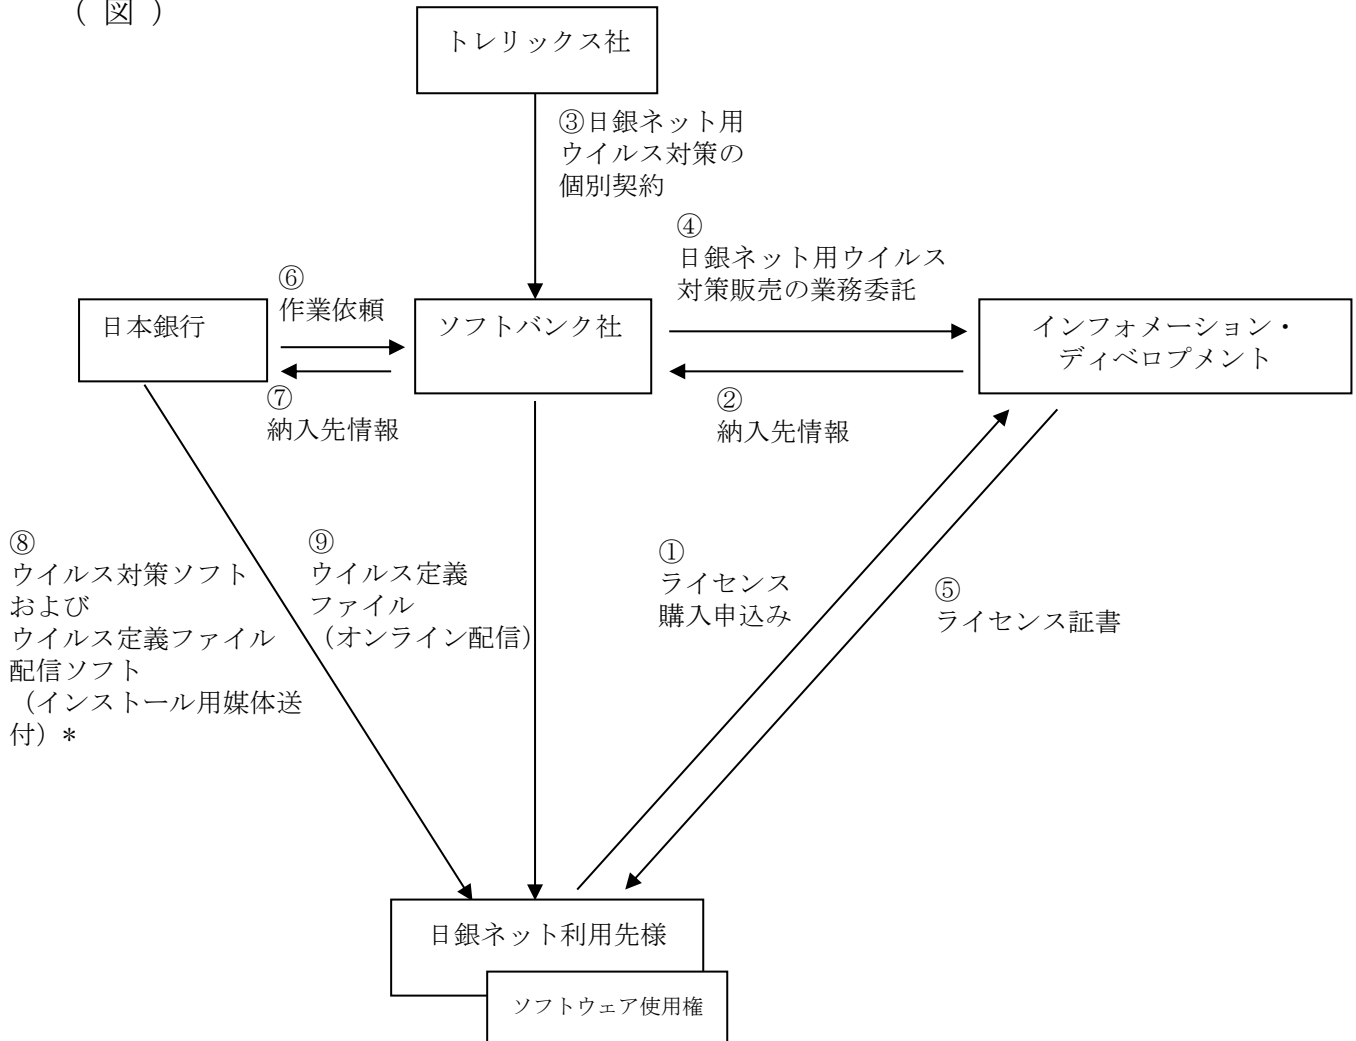 （ 図 ）
トレリックス社
③日銀ネット用
ウイルス対策の
個別契約
④
日銀ネット用ウイルス
対策販売の業務委託
⑥
作業依頼
日本銀行
ソフトバンク社
インフォメーション・
ディベロプメント
⑦
納入先情報
②
納入先情報
⑧
ウイルス対策ソフト
および
ウイルス定義ファイル
配信ソフト
（インストール用媒体送
付）*
⑨
ウイルス定義
ファイル
（オンライン配信）
①
ライセンス
購入申込み
⑤
ライセンス証書
日銀ネット利用先様
ソフトウェア使用権